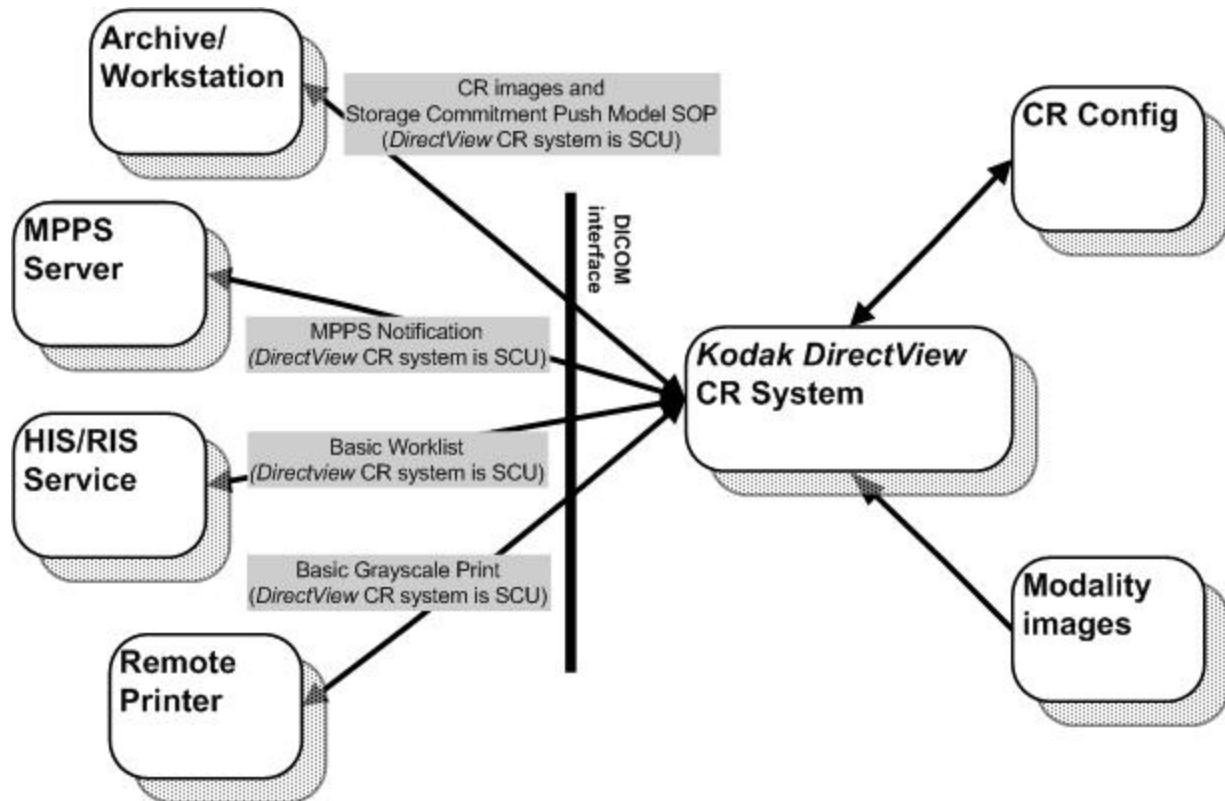 Archive/
Workstation
CR images and
Storage Commitment Push Model SOP
(DirectView CR system is SCU)
CR Config
MPPS
Server
DICOM
interface
MPPS Notification
(DirectView CR system is SCU)
Kodak DirectView
CR System
HIS/RIS
Service
Basic Worklist
(Directview CR system is SCU)
Basic Grayscale Print
(DirectView CR system is SCU)
Modality
images
Remote
Printer